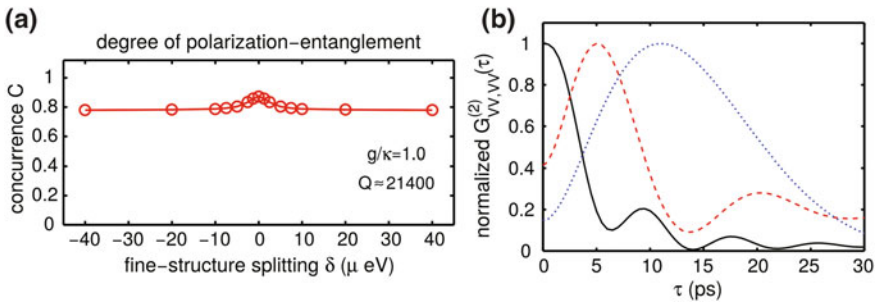 (a)
degree of polarization-entanglement
concurrence C
1
0.8
0.6
0.4
0.2
0
g/κ=1.0
Q≈21400
−40 −30 −20 −10 0 10 20 30 40
fine-structure splitting δ (μ eV)
(b)
normalized G(2)VV,VV(τ)
1
0.8
0.6
0.4
0.2
0
0 5 10 15 20 25 30
τ (ps)